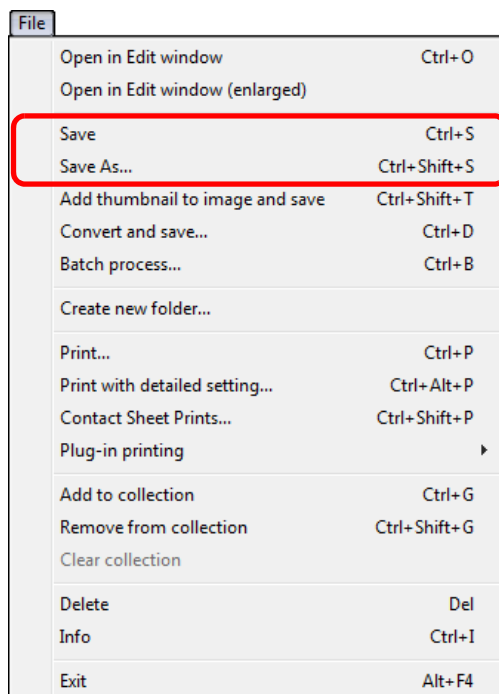 File
Open in Edit window Ctrl+O
Open in Edit window (enlarged)
Save Ctrl+S
Save As... Ctrl+Shift+S
Add thumbnail to image and save Ctrl+Shift+T
Convert and save... Ctrl+D
Batch process... Ctrl+B
Create new folder...
Print... Ctrl+P
Print with detailed setting... Ctrl+Alt+P
Contact Sheet Prints... Ctrl+Shift+P
Plug-in printing
Add to collection Ctrl+G
Remove from collection Ctrl+Shift+G
Clear collection
Delete Del
Info Ctrl+I
Exit Alt+F4